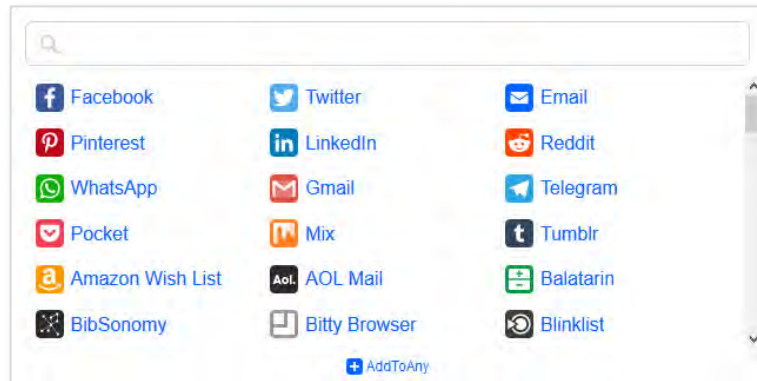 Facebook Twitter Email
Pinterest LinkedIn Reddit
WhatsApp Gmail Telegram
Pocket Mix Tumblr
Amazon Wish List Aol. AOL Mail Balatarin
BibSonomy Bitty Browser Blinklist
AddToAny